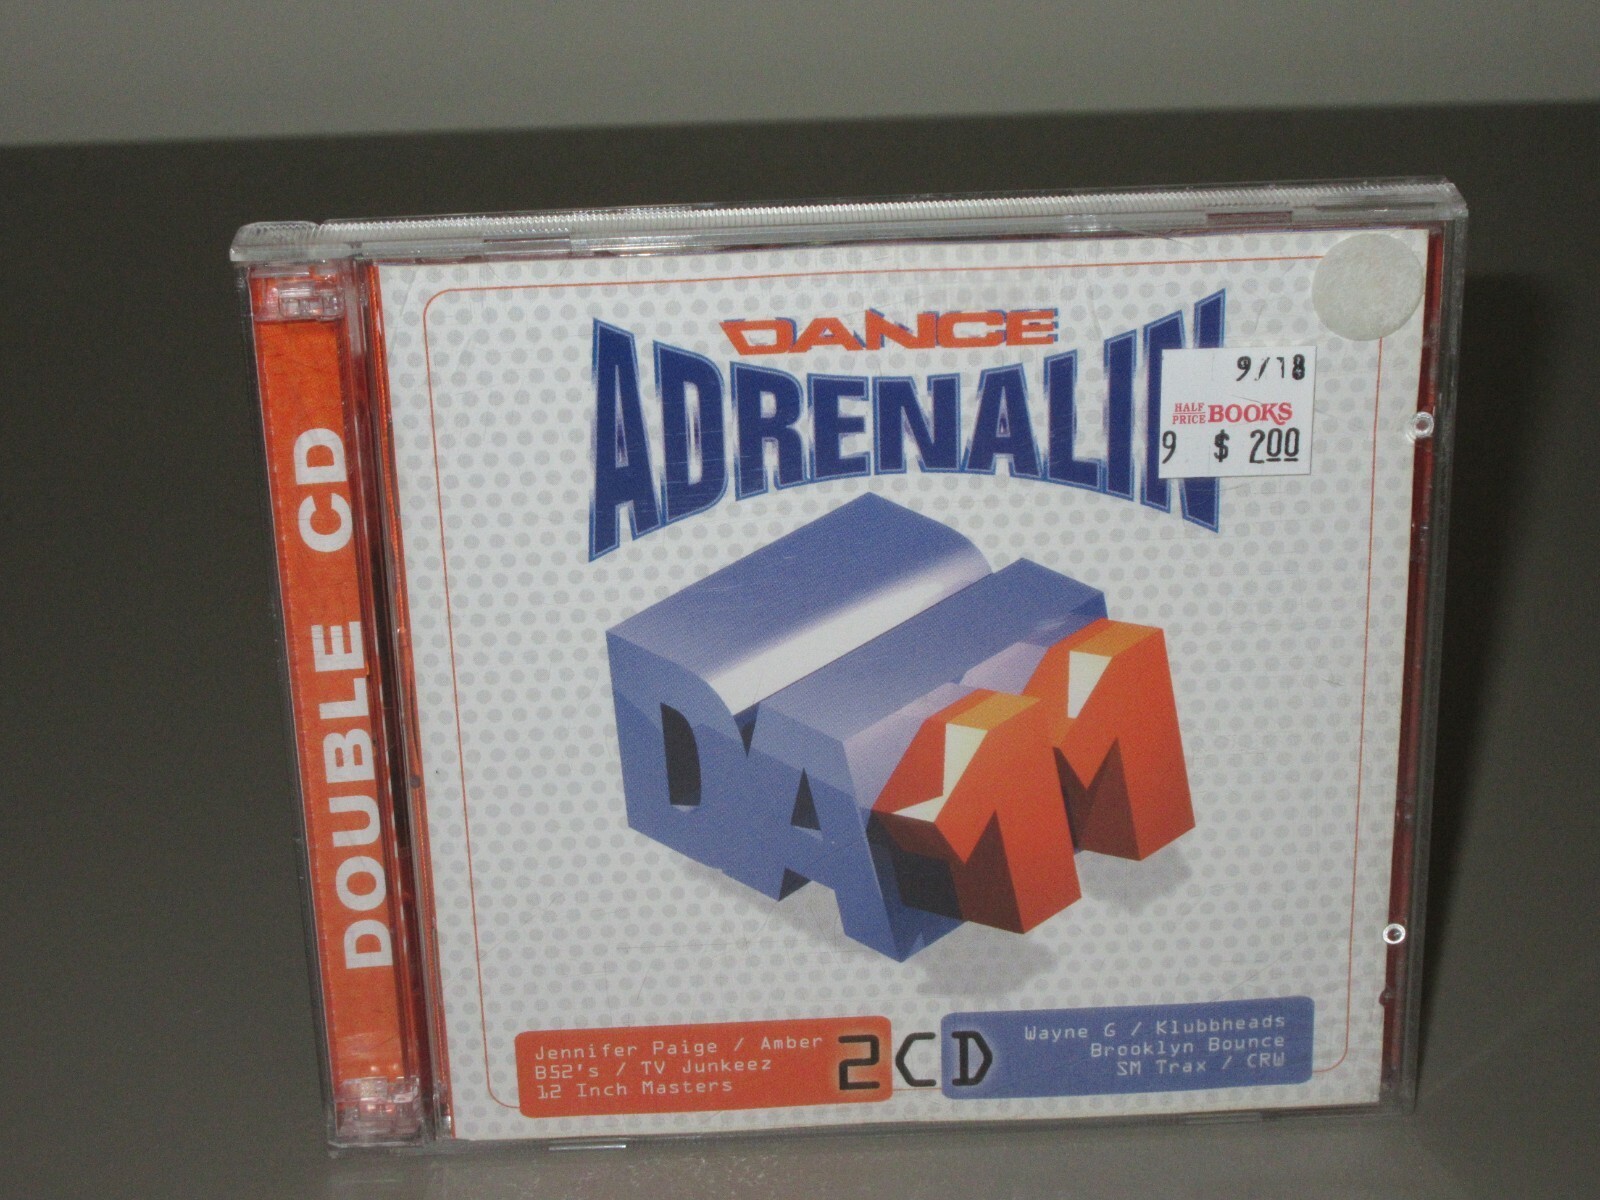 DOUBLE CD
DANCE
ADRENALIN
9/18
HALF
PRICE BOOKS
9 $ 200
DAMM
Jennifer Paige / Amber
B52's / TV Junkeez
12 Inch Masters
2CD
Wayne G / Klubbheads
Brooklyn Bounce
SM Trax / CRW